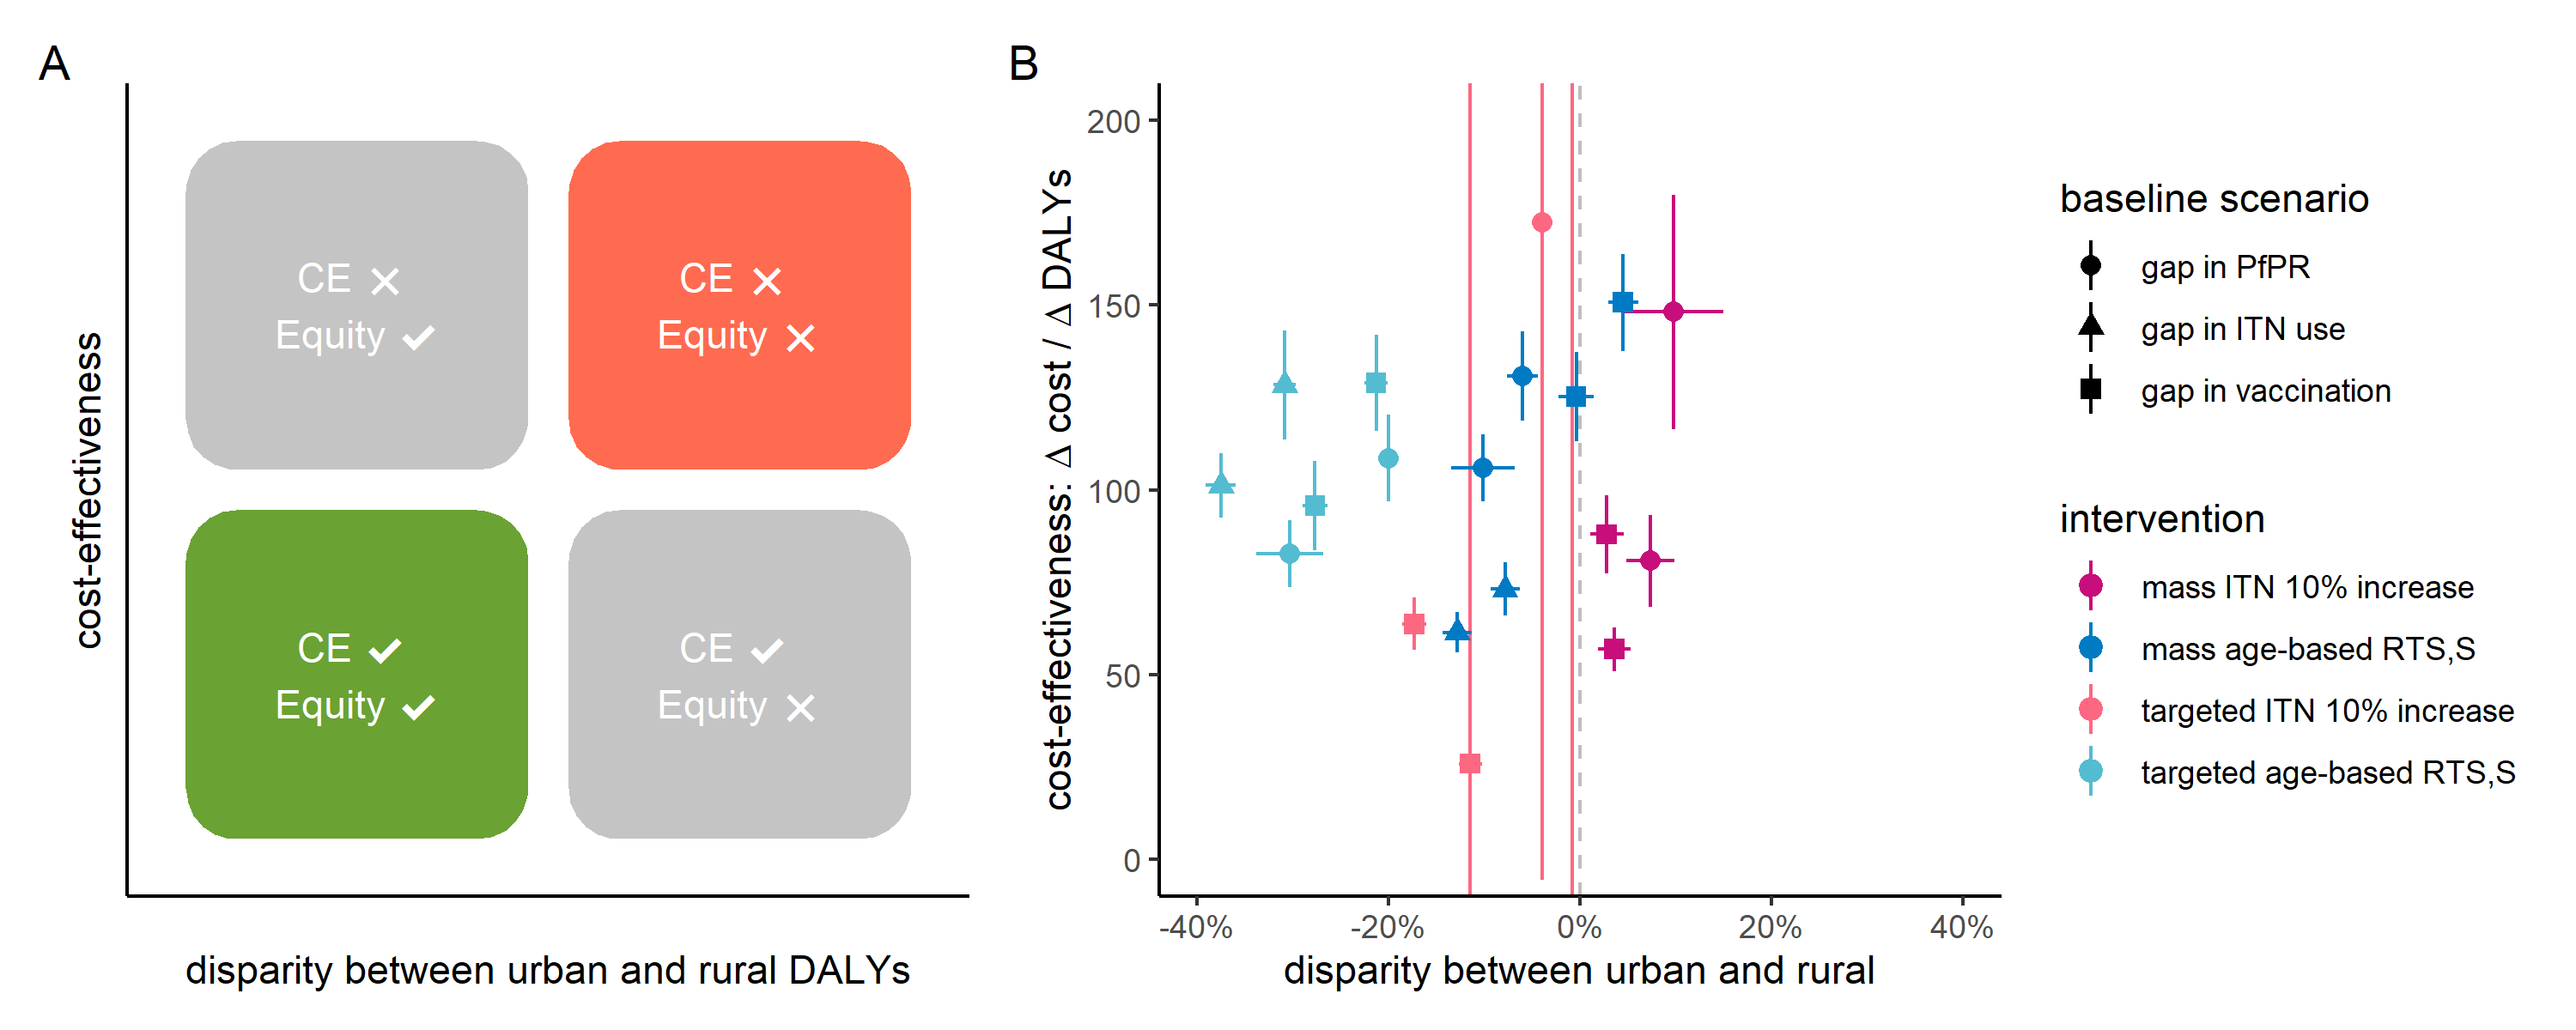 A
cost-effectiveness
CE ✕
Equity ✔
CE ✕
Equity ✕
CE ✔
Equity ✔
CE ✔
Equity ✕
disparity between urban and rural DALYs
B
cost-effectiveness: Δ cost / Δ DALYs
200
150
100
50
0
-40%
-20%
0%
20%
40%
disparity between urban and rural
baseline scenario
gap in PfPR
gap in ITN use
gap in vaccination
intervention
mass ITN 10% increase
mass age-based RTS,S
targeted ITN 10% increase
targeted age-based RTS,S